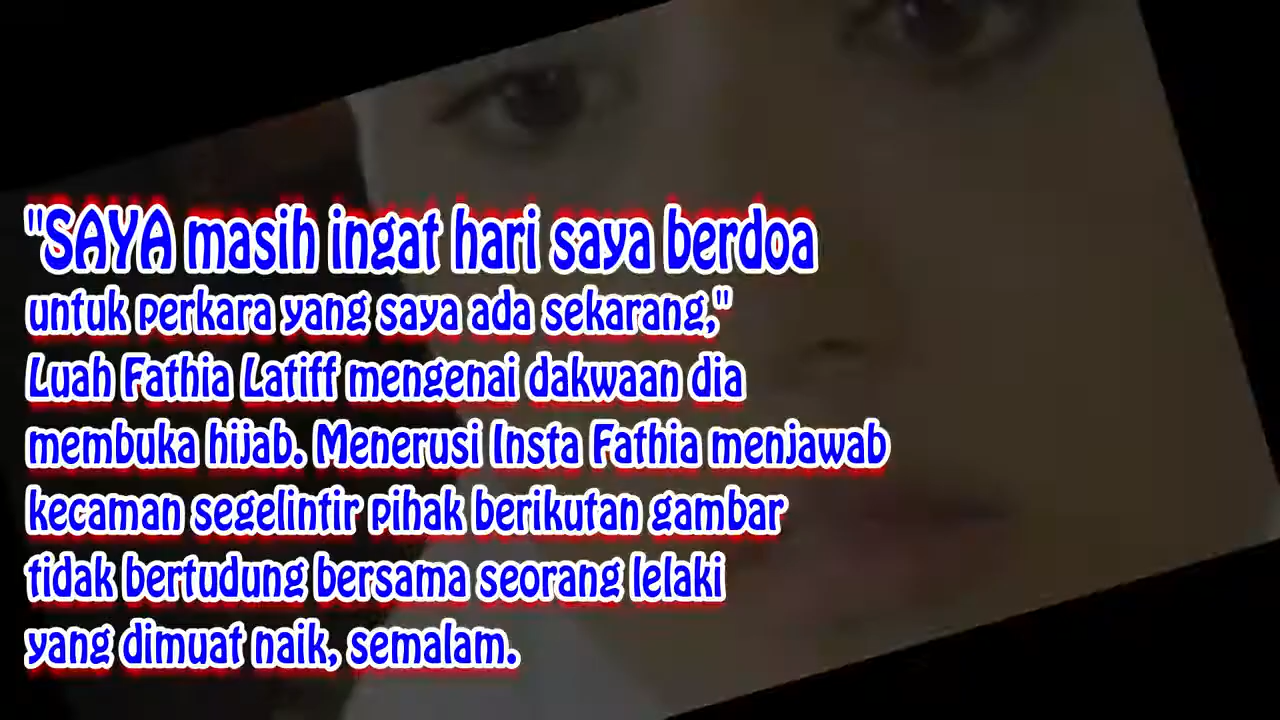 "SAYA masih ingat hari saya berdoa
untuk perkara yang saya ada sekarang,"
Luah Fathia Latiff mengenai dakwaan dia
membuka hijab. Menerusi Insta Fathia menjawab
kecaman segelintir pihak berikutan gambar
tidak bertudung bersama seorang lelaki
yang dimuat naik, semalam.